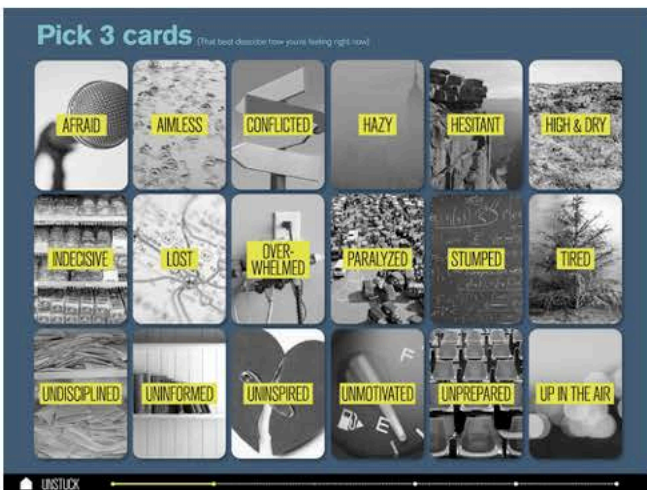 Pick 3 cards (That best describe how you're feeling right now)
AFRAID
AIMLESS
CONFLICTED
HAZY
HESITANT
HIGH & DRY
INDECISIVE
LOST
OVER-
WHELMED
PARALYZED
STUMPED
TIRED
UNDISCIPLINED
UNINFORMED
UNINSPIRED
UNMOTIVATED
F
E
UNPREPARED
UP IN THE AIR
UNSTUCK